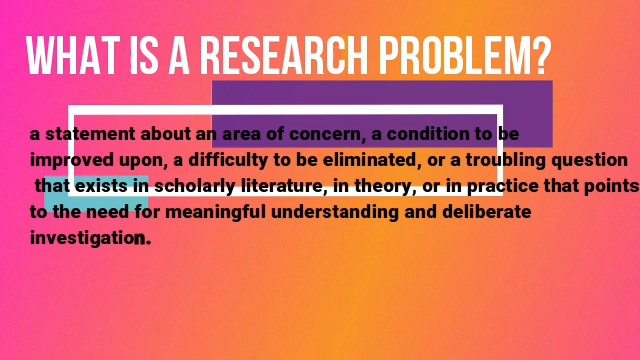 WHAT IS A RESEARCH PROBLEM?
a statement about an area of concern, a condition to be
improved upon, a difficulty to be eliminated, or a troubling question
that exists in scholarly literature, in theory, or in practice that points
to the need for meaningful understanding and deliberate
investigation.